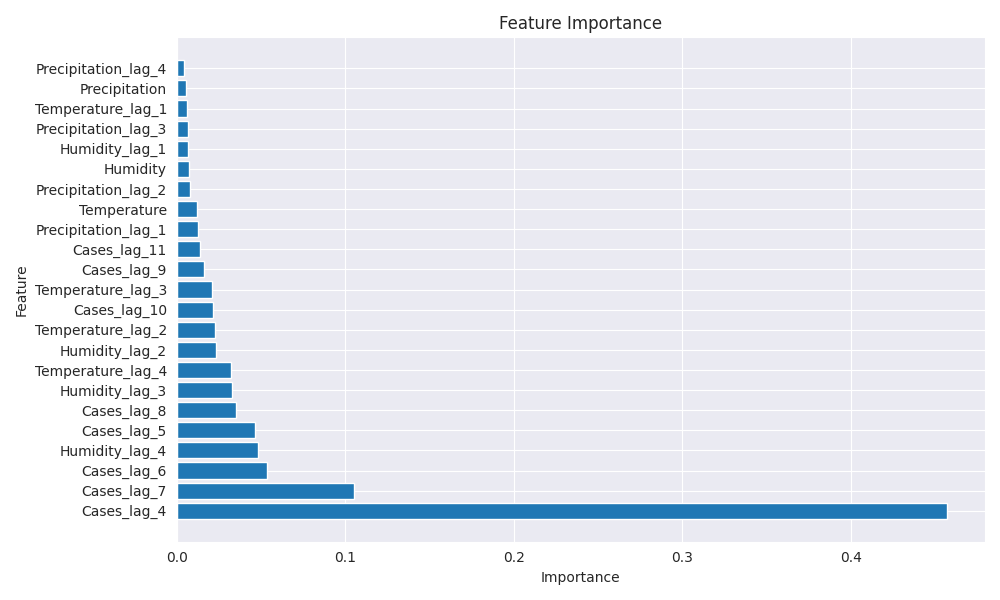 Feature Importance
Precipitation_lag_4
Precipitation
Temperature_lag_1
Precipitation_lag_3
Humidity_lag_1
Humidity
Precipitation_lag_2
Temperature
Precipitation_lag_1
Cases_lag_11
Cases_lag_9
Temperature_lag_3
Cases_lag_10
Temperature_lag_2
Humidity_lag_2
Temperature_lag_4
Humidity_lag_3
Cases_lag_8
Cases_lag_5
Humidity_lag_4
Cases_lag_6
Cases_lag_7
Cases_lag_4
Feature
0.0 0.1 0.2 0.3 0.4
Importance